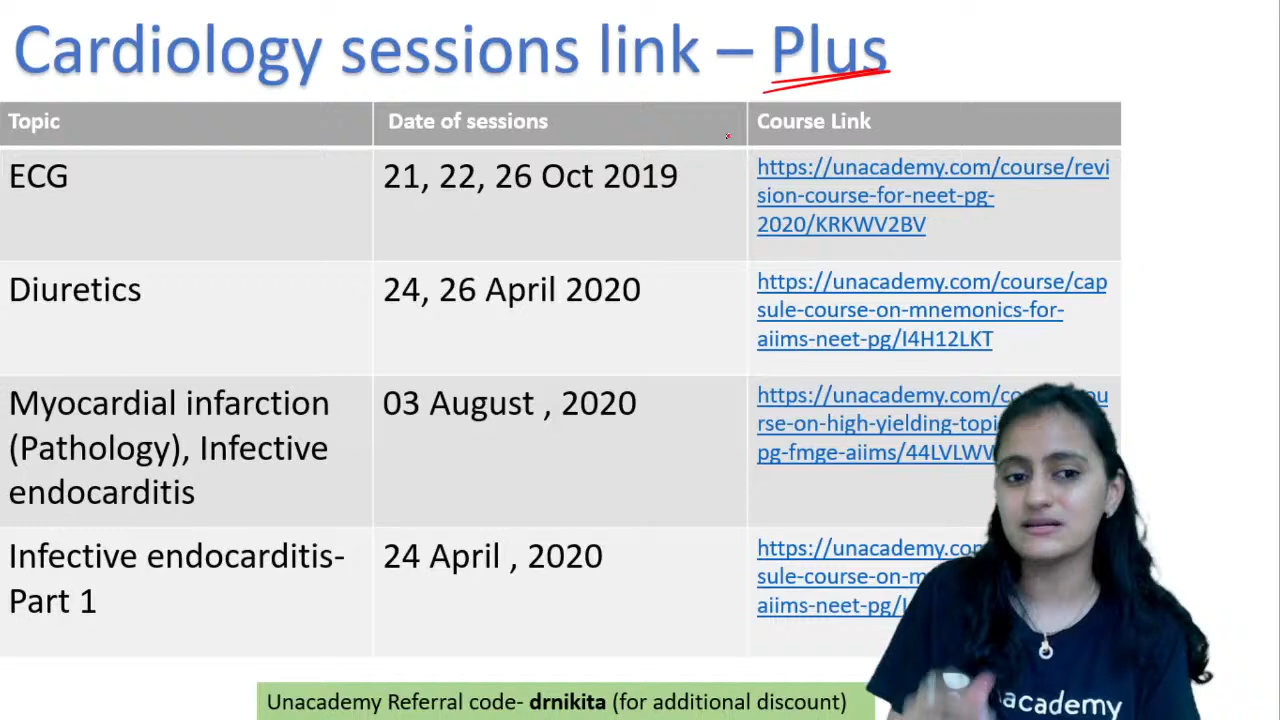 Cardiology sessions link – Plus
Topic
Date of sessions
Course Link
ECG
21, 22, 26 Oct 2019
https://unacademy.com/course/revi
sion-course-for-neet-pg-
2020/KRKWV2BV
Diuretics
24, 26 April 2020
https://unacademy.com/course/cap
sule-course-on-mnemonics-for-
aiims-neet-pg/I4H12LKT
Myocardial infarction
(Pathology), Infective
endocarditis
03 August , 2020
https://unacademy.com/
rse-on-high-yielding-topi
pg-fmge-aiims/44LVLWV
Infective endocarditis-
Part 1
24 April , 2020
https://unacademy.com
sule-course-on-m
aiims-neet-pg/
Unacademy Referral code- drnikita (for additional discount)
unacademy